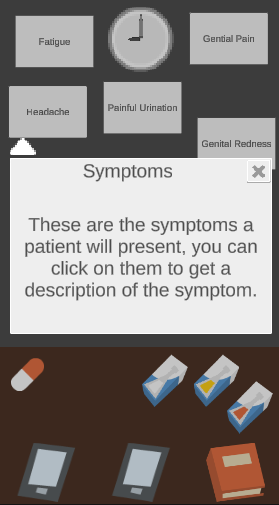 Fatigue
Gential Pain
Headache
Painful Urination
Genital Redness
Symptoms
These are the symptoms a
patient will present, you can
click on them to get a
description of the symptom.